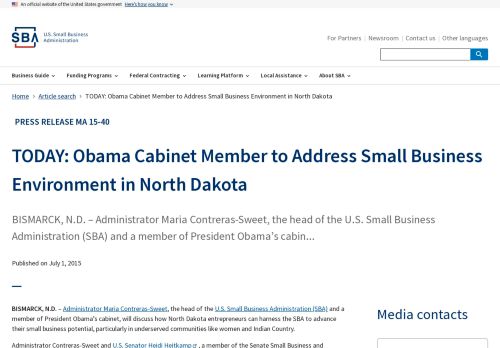 An official website of the United States government Here's how you know
SBA U.S. Small Business
Administration
For Partners Newsroom Contact us Other languages
Business Guide Funding Programs Federal Contracting Learning Platform Local Assistance About SBA
Home Article search TODAY: Obama Cabinet Member to Address Small Business Environment in North Dakota
PRESS RELEASE MA 15-40
TODAY: Obama Cabinet Member to Address Small Business
Environment in North Dakota
BISMARCK, N.D. – Administrator Maria Contreras-Sweet, the head of the U.S. Small Business
Administration (SBA) and a member of President Obama's cabin...
Published on July 1, 2015
BISMARCK, N.D. – Administrator Maria Contreras-Sweet, the head of the U.S. Small Business Administration (SBA) and a
member of President Obama's cabinet, will discuss how North Dakota entrepreneurs can harness the SBA to advance
their small business potential, particularly in underserved communities like women and Indian Country.
Media contacts
Administrator Contreras-Sweet and U.S. Senator Heidi Heitkamp, a member of the Senate Small Business and